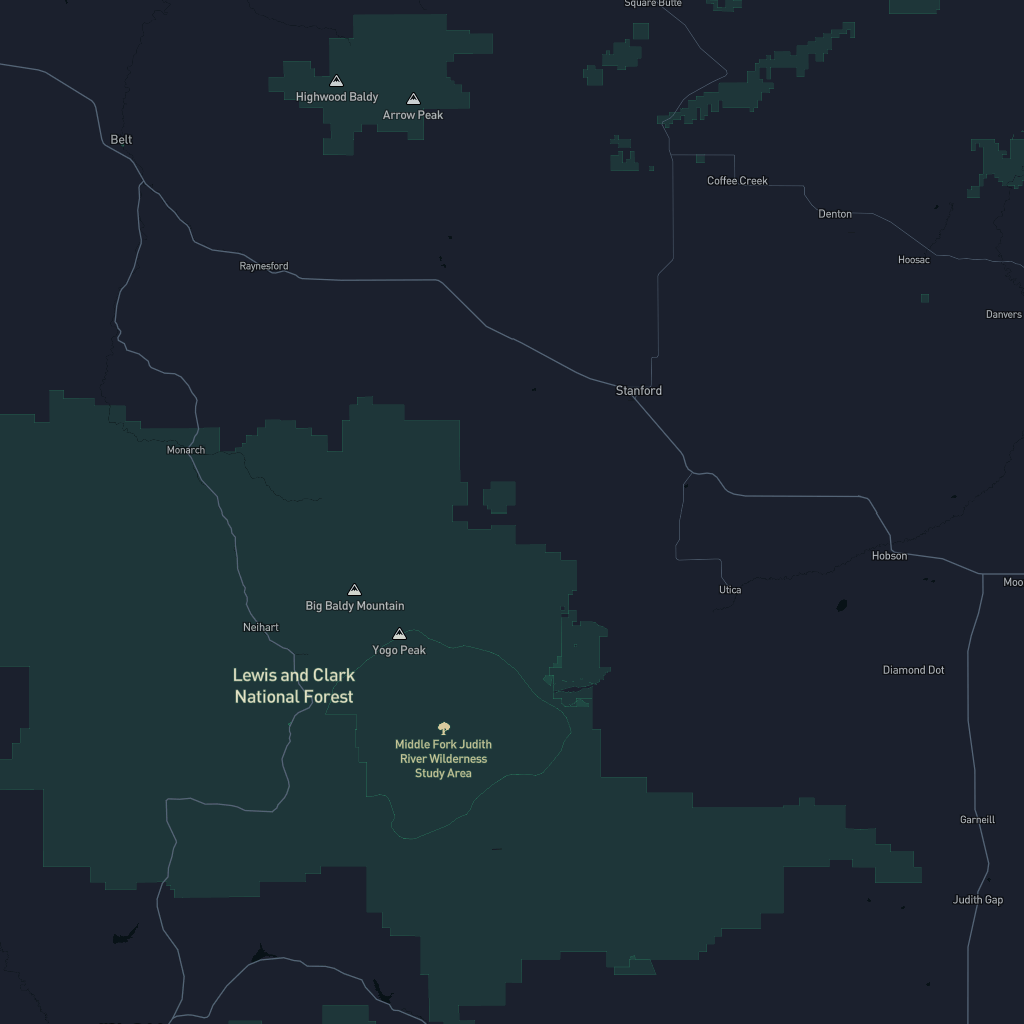 Square Butte
Highwood Baldy
Arrow Peak
Belt
Coffee Creek
Denton
Hoosac
Raynesford
Danvers
Stanford
Monarch
Hobson
Moo
Utica
Big Baldy Mountain
Neihart
Yogo Peak
Diamond Dot
Lewis and Clark
National Forest
Middle Fork Judith
River Wilderness
Study Area
Garneill
Judith Gap